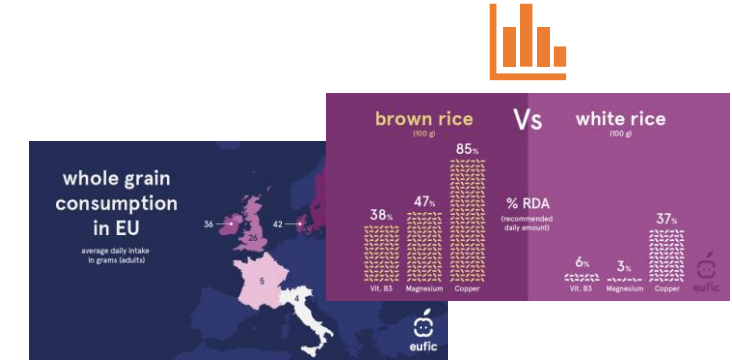 whole grain
consumption
in EU
average daily intake
in grams (adults)
36
42
26
5
4
eufic
brown rice
(100 g)
Vs
white rice
(100 g)
85%
47%
38%
% RDA
(recommended
daily amount)
37%
6%
3%
Vit. B3 Magnesium Copper
Vit. B3 Magnesium Copper
eufic